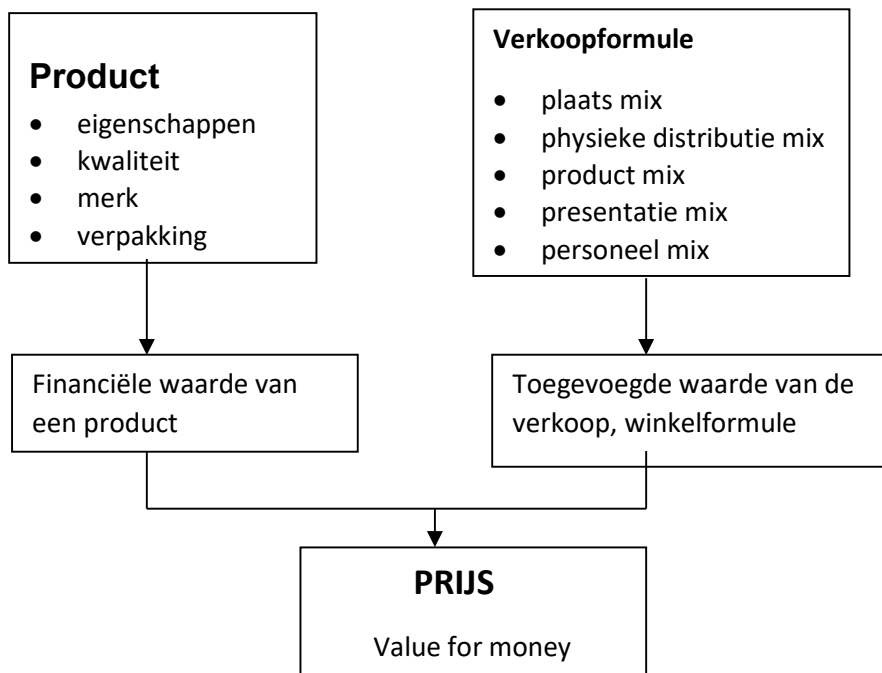 Product
• eigenschappen
• kwaliteit
• merk
• verpakking
Verkoopformule
• plaats mix
• physieke distributie mix
• product mix
• presentatie mix
• personeel mix
Financiële waarde van
een product
Toegevoegde waarde van de
verkoop, winkelformule
PRIJS
Value for money